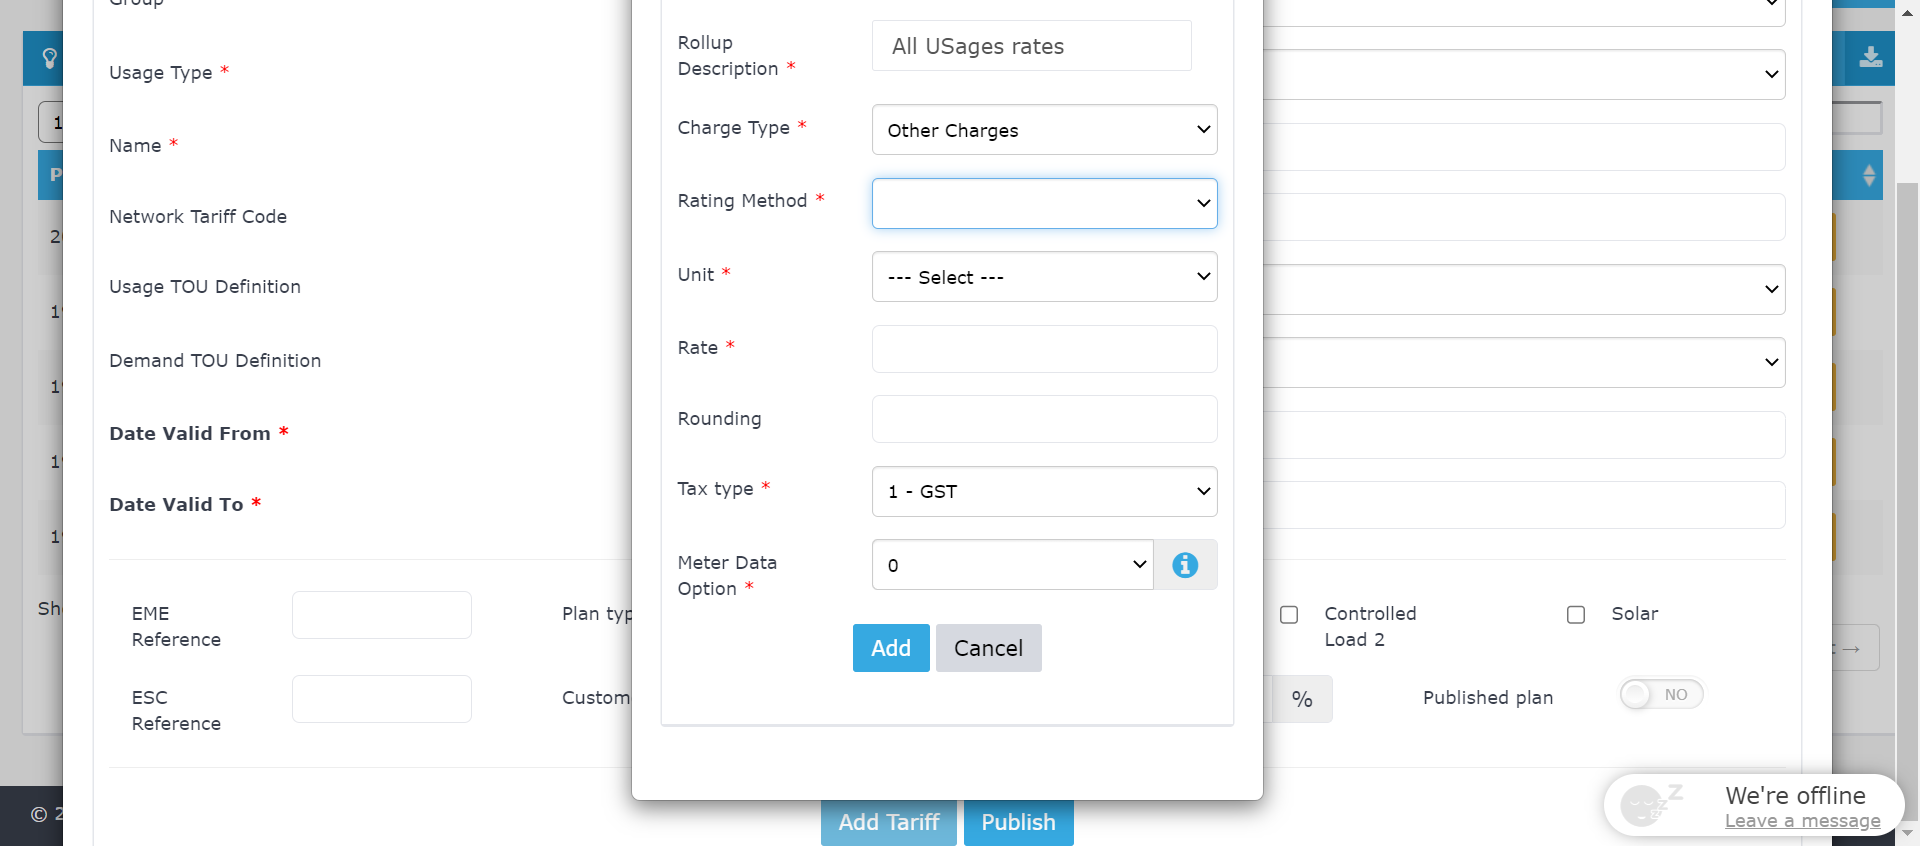 Group
Usage Type *
Name *
Network Tariff Code
Usage TOU Definition
Demand TOU Definition
Date Valid From *
Date Valid To *
EME
Reference
ESC
Reference
Rollup
Description *
All USages rates
Charge Type *
Other Charges
Rating Method *
Unit *
--- Select ---
Rate *
Rounding
Tax type *
1 - GST
Meter Data
Option *
0
Add Cancel
Plan typ
Custom
Controlled
Load 2
Solar
%
Published plan
NO
Add Tariff Publish
We're offline
Leave a message